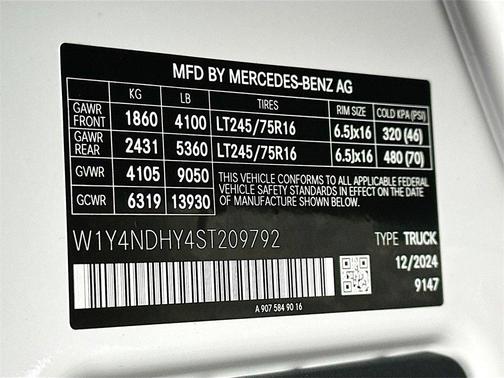 MFD BY MERCEDES-BENZ AG
KG LB TIRES RIM SIZE COLD KPA (PSI)
GAWR FRONT 1860 4100 LT245/75R16 6.5Jx16 320 (46)
GAWR REAR 2431 5360 LT245/75R16 6.5Jx16 480 (70)
GVWR 4105 9050
GCWR 6319 13930
THIS VEHICLE CONFORMS TO ALL APPLICABLE FEDERAL
VEHICLE SAFETY STANDARDS IN EFFECT ON THE DATE
OF MANUFACTURE SHOWN ABOVE.
W1Y4NDHY4ST209792 TYPE TRUCK
12/2024
9147
A 907 584 90 16